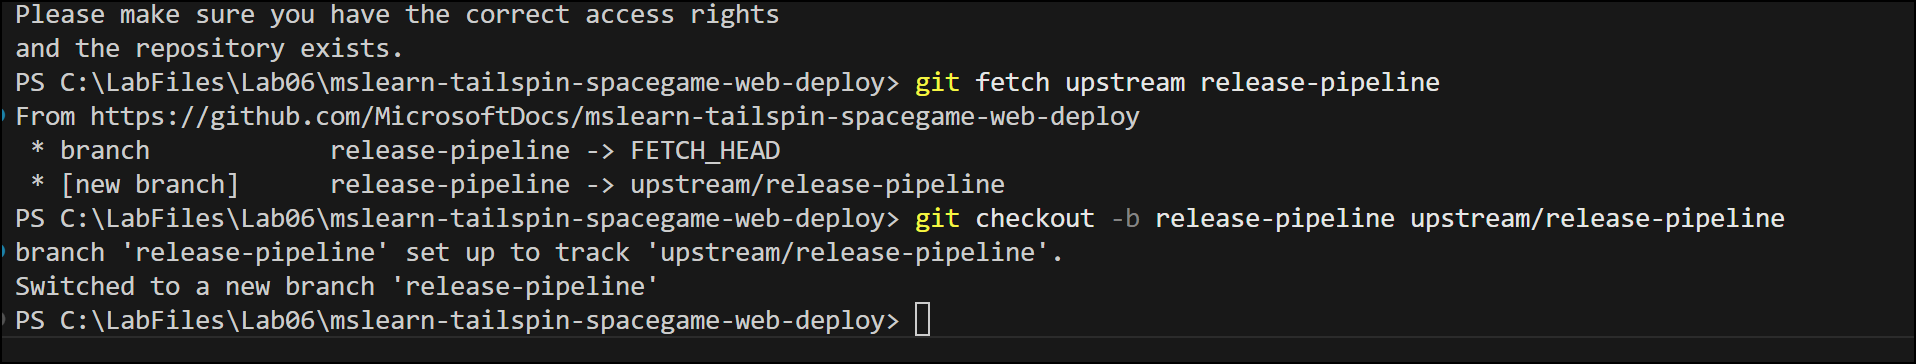 Please make sure you have the correct access rights
and the repository exists.
PS C:\LabFiles\Lab06\mslearn-tailspin-spacegame-web-deploy> git fetch upstream release-pipeline
From https://github.com/MicrosoftDocs/mslearn-tailspin-spacegame-web-deploy
 * branch            release-pipeline -> FETCH_HEAD
 * [new branch]      release-pipeline -> upstream/release-pipeline
PS C:\LabFiles\Lab06\mslearn-tailspin-spacegame-web-deploy> git checkout -b release-pipeline upstream/release-pipeline
branch 'release-pipeline' set up to track 'upstream/release-pipeline'.
Switched to a new branch 'release-pipeline'
PS C:\LabFiles\Lab06\mslearn-tailspin-spacegame-web-deploy>